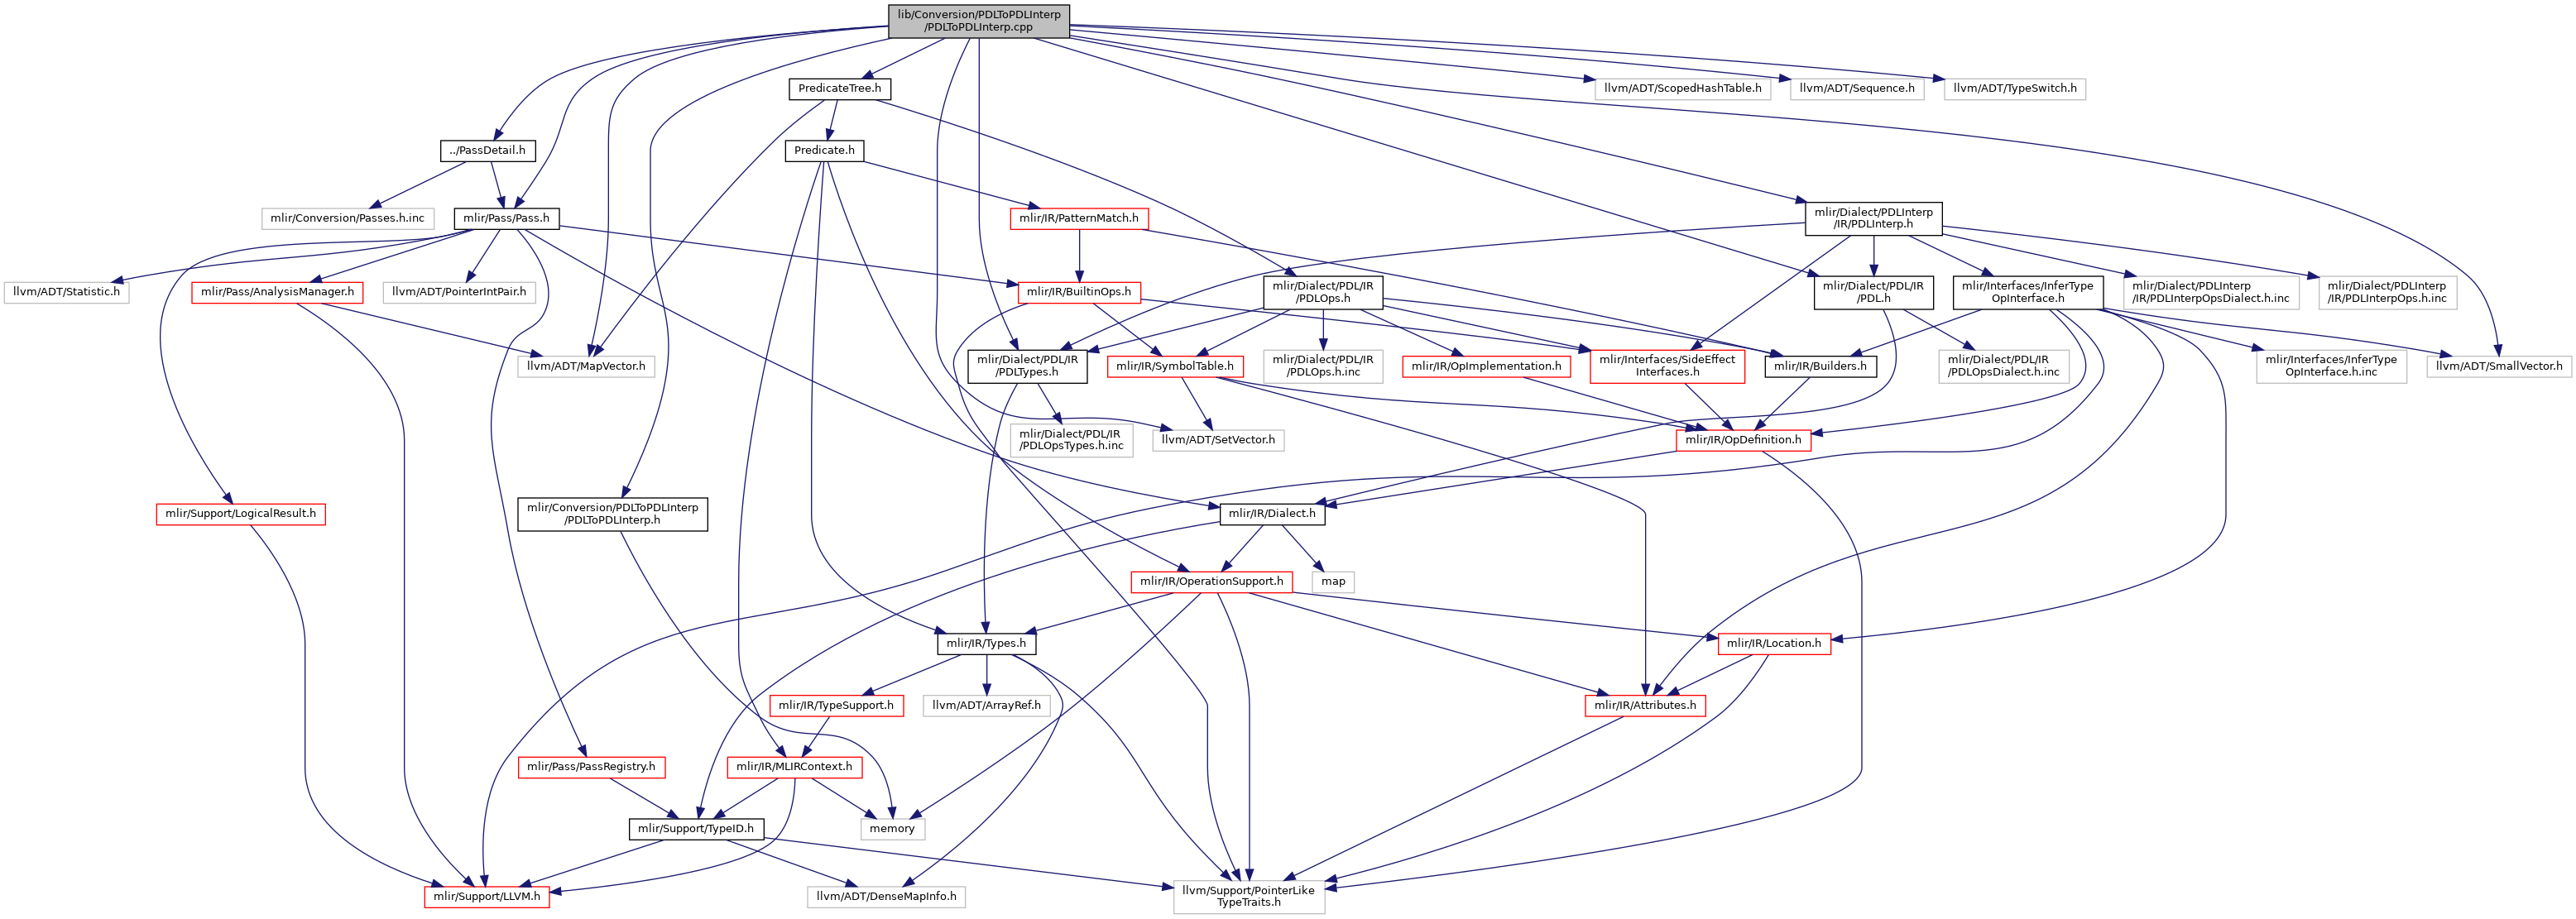 lib/Conversion/PDLToPDLInterp
/PDLToPDLInterp.cpp
PredicateTree.h
llvm/ADT/ScopedHashTable.h
llvm/ADT/Sequence.h
llvm/ADT/TypeSwitch.h
../PassDetail.h
Predicate.h
mlir/Conversion/Passes.h.inc
mlir/Pass/Pass.h
mlir/IR/PatternMatch.h
mlir/Dialect/PDLInterp
/IR/PDLInterp.h
llvm/ADT/Statistic.h
mlir/Pass/AnalysisManager.h
llvm/ADT/PointerIntPair.h
mlir/IR/BuiltinOps.h
mlir/Dialect/PDL/IR
/PDLOps.h
mlir/Dialect/PDL/IR
/PDL.h
mlir/Interfaces/InferType
OpInterface.h
mlir/Dialect/PDLInterp
/IR/PDLInterpOpsDialect.h.inc
mlir/Dialect/PDLInterp
/IR/PDLInterpOps.h.inc
llvm/ADT/MapVector.h
mlir/Dialect/PDL/IR
/PDLTypes.h
mlir/IR/SymbolTable.h
mlir/Dialect/PDL/IR
/PDLOps.h.inc
mlir/IR/OpImplementation.h
mlir/Interfaces/SideEffect
Interfaces.h
mlir/IR/Builders.h
mlir/Dialect/PDL/IR
/PDLOpsDialect.h.inc
mlir/Interfaces/InferType
OpInterface.h.inc
llvm/ADT/SmallVector.h
mlir/Dialect/PDL/IR
/PDLOpsTypes.h.inc
llvm/ADT/SetVector.h
mlir/IR/OpDefinition.h
mlir/Support/LogicalResult.h
mlir/Conversion/PDLToPDLInterp
/PDLToPDLInterp.h
mlir/IR/Dialect.h
mlir/IR/OperationSupport.h
map
mlir/IR/Types.h
mlir/IR/Location.h
mlir/IR/TypeSupport.h
llvm/ADT/ArrayRef.h
mlir/IR/Attributes.h
mlir/Pass/PassRegistry.h
mlir/IR/MLIRContext.h
mlir/Support/TypeID.h
memory
mlir/Support/LLVM.h
llvm/ADT/DenseMapInfo.h
llvm/Support/PointerLike
TypeTraits.h